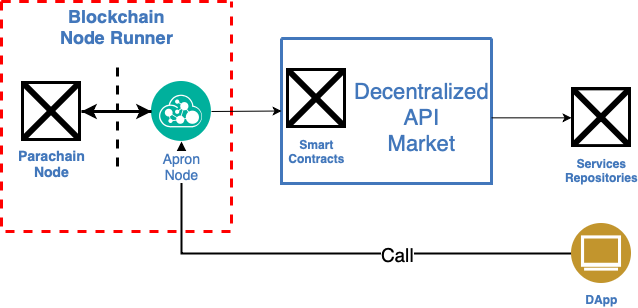 Blockchain
Node Runner
Parachain
Node
Apron
Node
Smart
Contracts
Decentralized
API
Market
Services
Repositories
Call
DApp